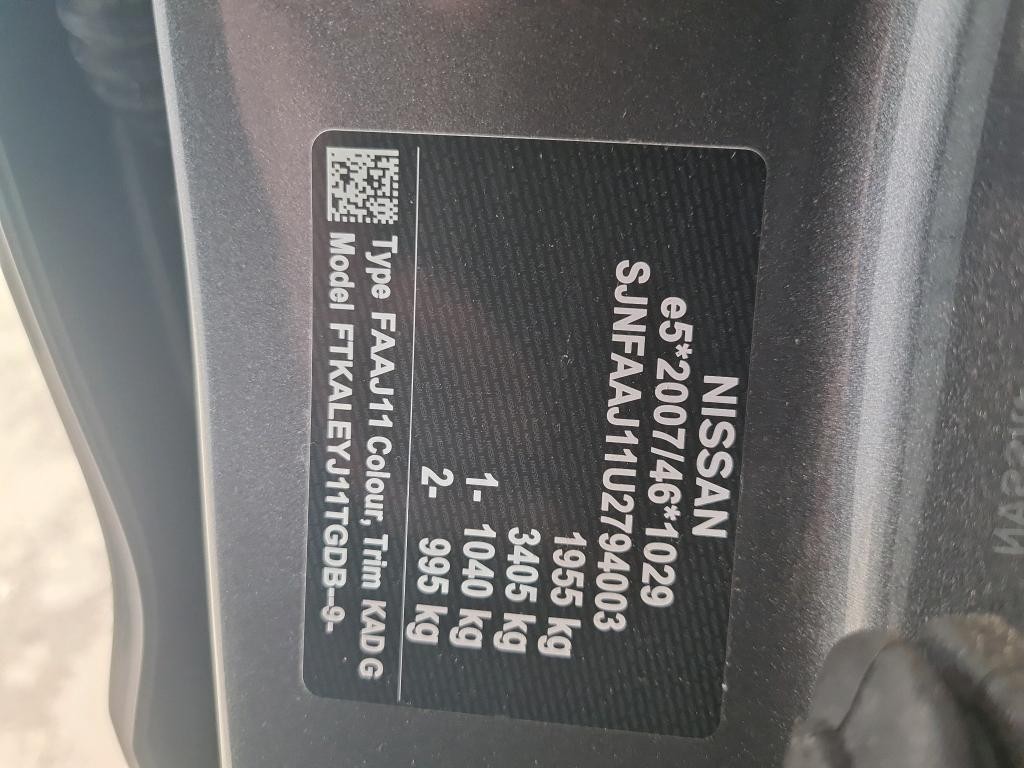 NISSAN
e5*2007/46*1029
SJNFAAJ11U2794003
1955 kg
3405 kg
1- 1040 kg
2- 995 kg
Type FAAJ11 Colour, Trim KAD G
Model FTKALEYJ11TGDB-9-